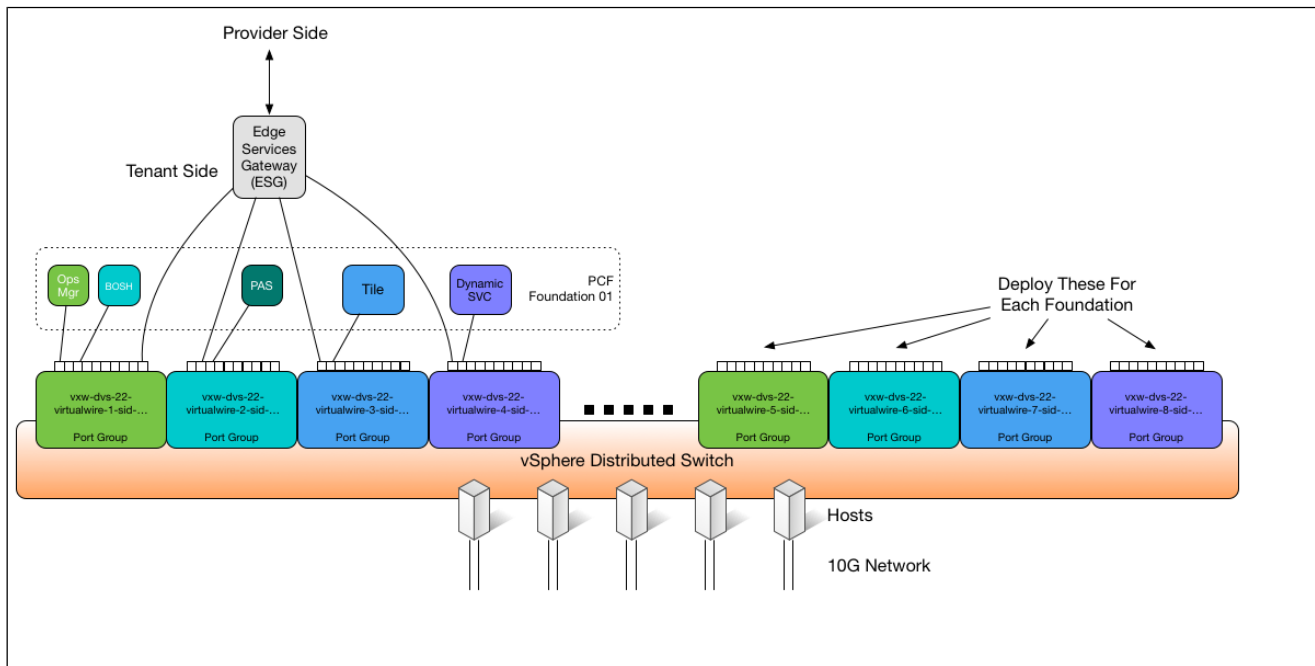 Provider Side
Edge
Services
Gateway
(ESG)
Tenant Side
Ops
Mgr
BOSH
PAS
Tile
Dynamic
SVC
PCF
Foundation 01
Deploy These For
Each Foundation
vxw-dvs-22-
virtualwire-1-sid-...
Port Group
vxw-dvs-22-
virtualwire-2-sid-...
Port Group
vxw-dvs-22-
virtualwire-3-sid-...
Port Group
vxw-dvs-22-
virtualwire-4-sid-...
Port Group
vxw-dvs-22-
virtualwire-5-sid-...
Port Group
vxw-dvs-22-
virtualwire-6-sid-...
Port Group
vxw-dvs-22-
virtualwire-7-sid-...
Port Group
vxw-dvs-22-
virtualwire-8-sid-...
Port Group
vSphere Distributed Switch
Hosts
10G Network